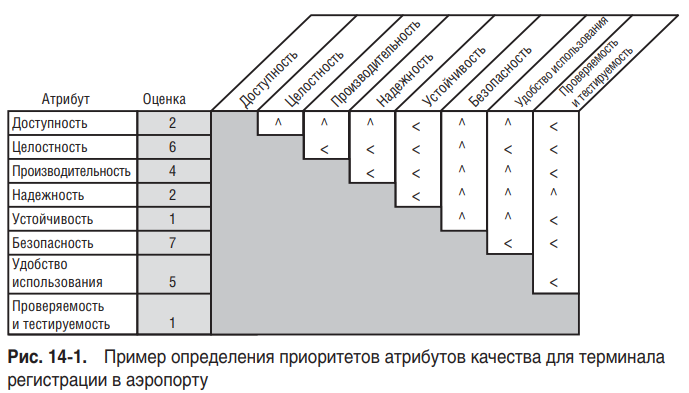 Доступность
Целостность
Производительность
Надежность
Устойчивость
Безопасность
Удобство использования
Проверяемость
и тестируемость
Атрибут Оценка
Доступность 2 ^ ^ ^ < ^ ^ <
Целостность 6 < < < ^ < <
Производительность 4 < < ^ ^ <
Надежность 2 < ^ ^ ^
Устойчивость 1 ^ ^ <
Безопасность 7 < <
Удобство
использования 5 <
Проверяемость
и тестируемость 1
Рис. 14-1. Пример определения приоритетов атрибутов качества для терминала
регистрации в аэропорту